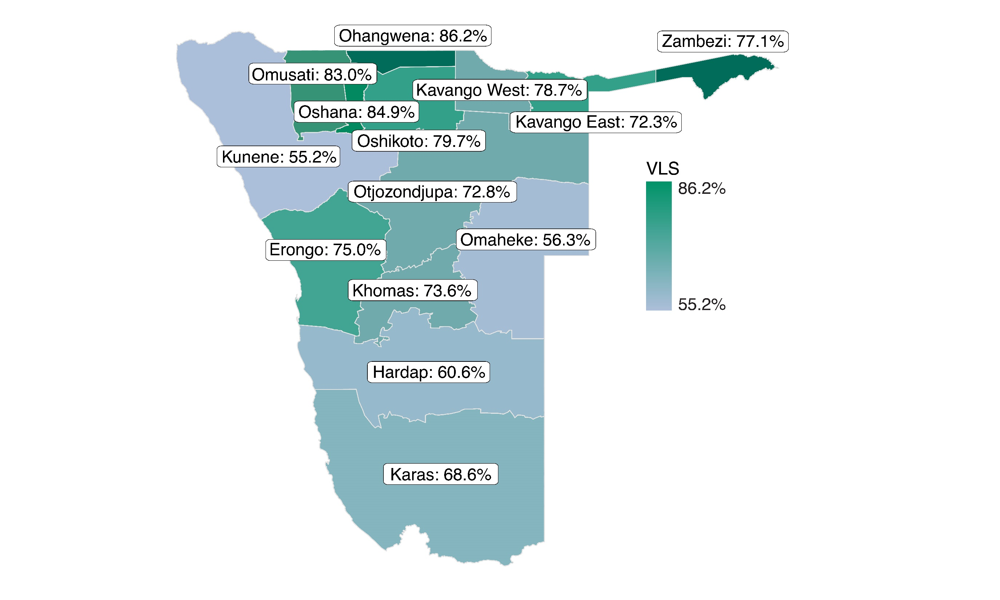 Ohangwena: 86.2%
Zambezi: 77.1%
Omusati: 83.0%
Kavango West: 78.7%
Oshana: 84.9%
Kavango East: 72.3%
Oshikoto: 79.7%
Kunene: 55.2%
VLS
86.2%
55.2%
Otjozondjupa: 72.8%
Omaheke: 56.3%
Erongo: 75.0%
Khomas: 73.6%
Hardap: 60.6%
Karas: 68.6%